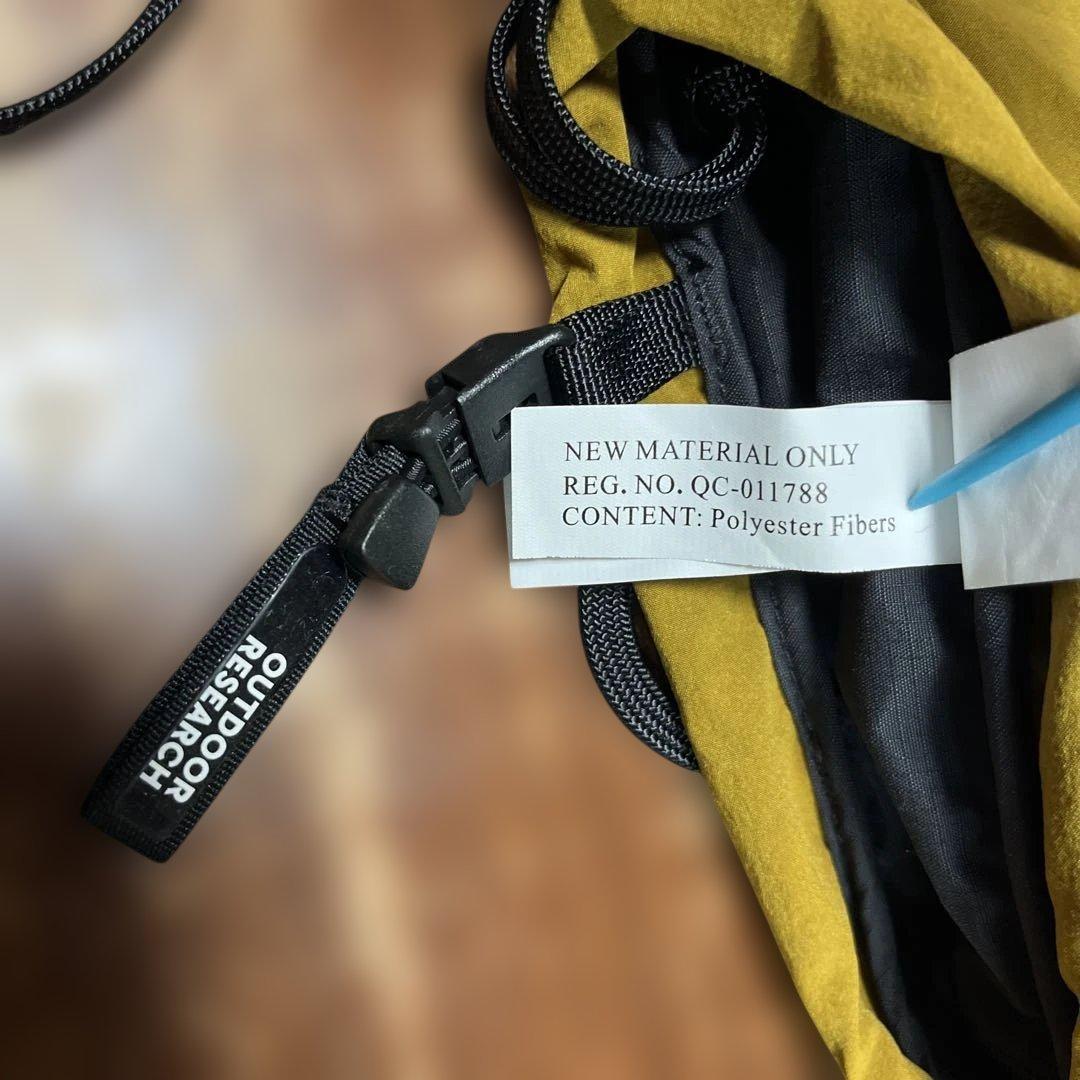 NEW MATERIAL ONLY
REG. NO. QC-011788
CONTENT: Polyester Fibers
OUTDOOR
RESEARCH